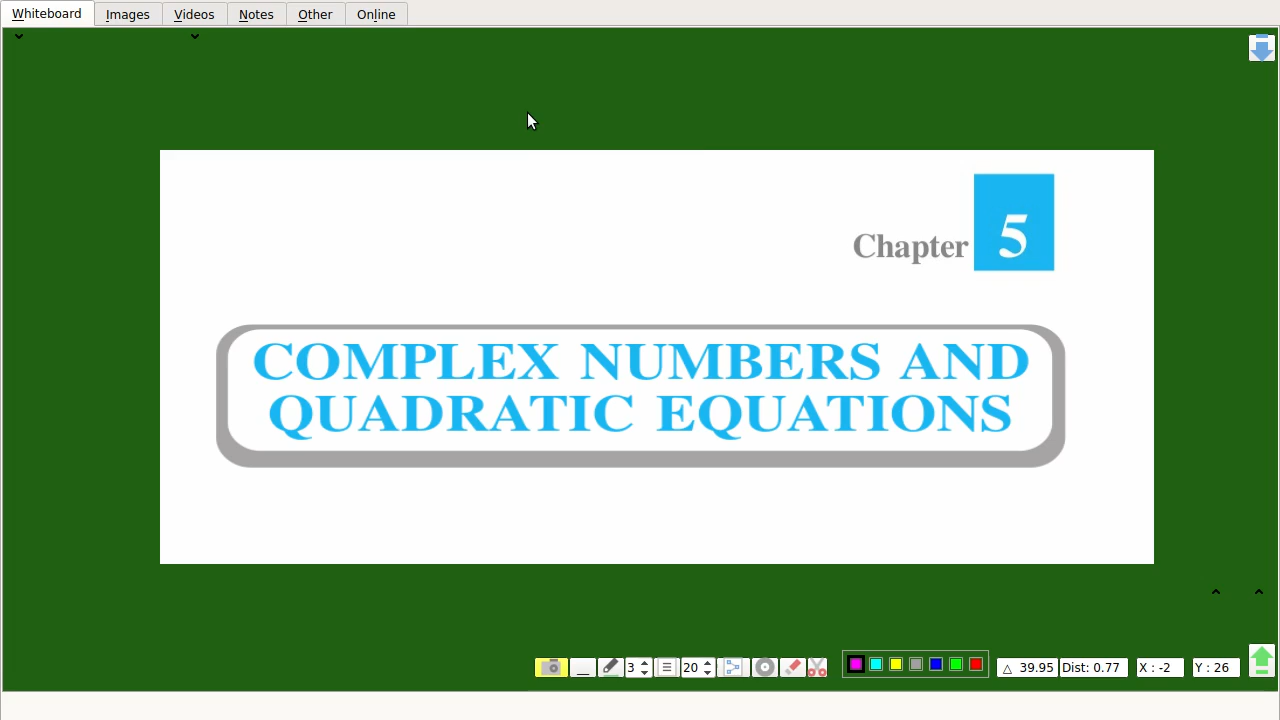 Whiteboard Images Videos Notes Other Online
Chapter 5
COMPLEX NUMBERS AND
QUADRATIC EQUATIONS
3 20 △ 39.95 Dist: 0.77 X : -2 Y : 26